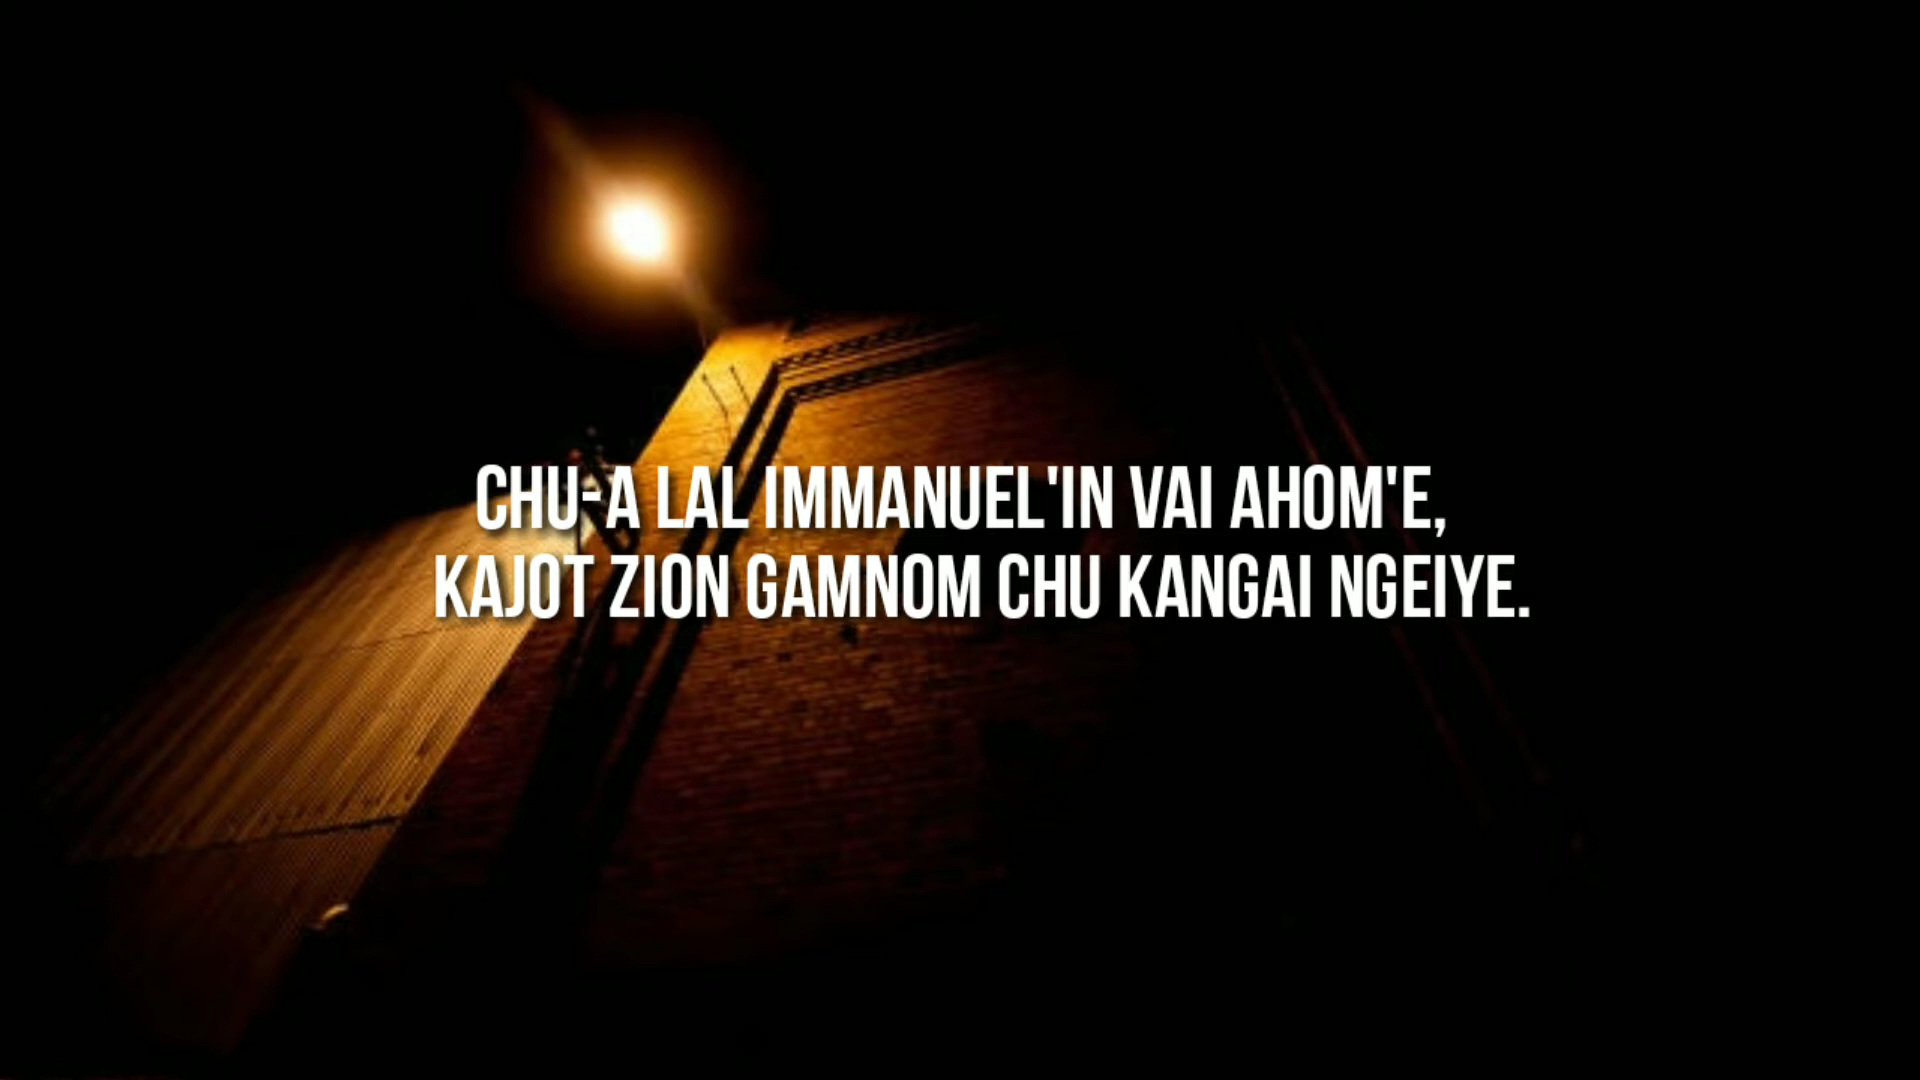 CHU-A LAL IMMANUEL'IN VAI AHOM'E,
KAJOT ZION GAMNOM CHU KANGAI NGEIYE.